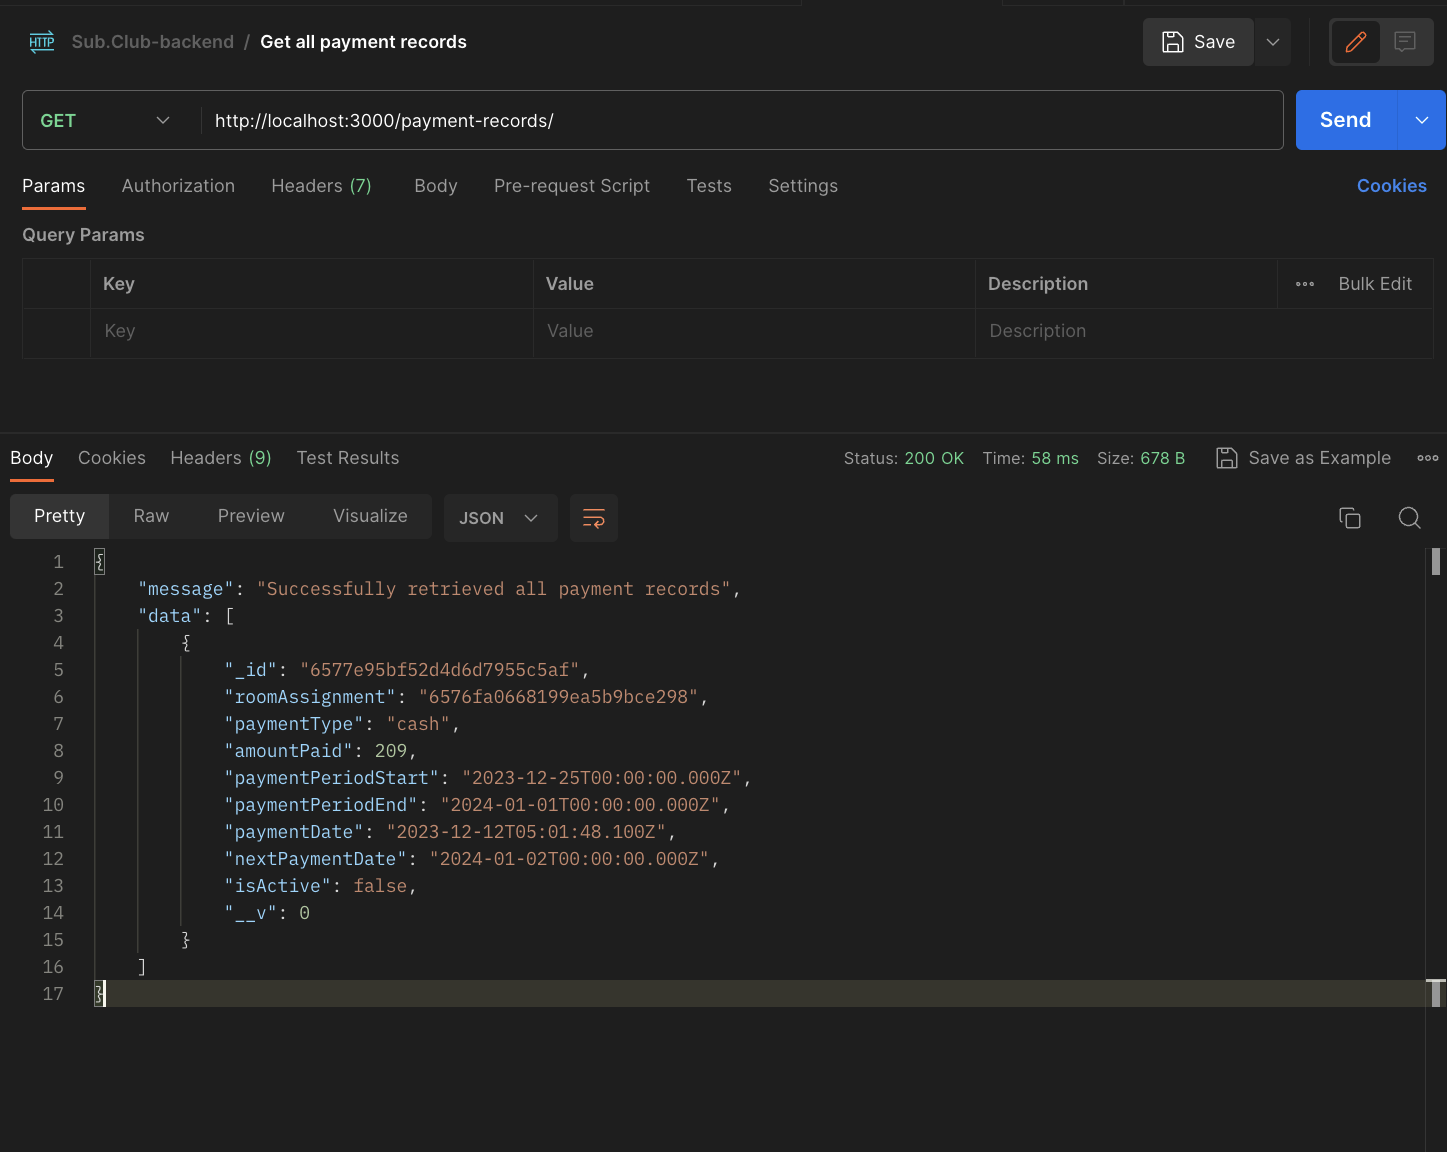 HTTP Sub.Club-backend / Get all payment records Save
GET http://localhost:3000/payment-records/ Send
Params Authorization Headers (7) Body Pre-request Script Tests Settings Cookies
Query Params
Key Value Description Bulk Edit
Key Value Description
Body Cookies Headers (9) Test Results Status: 200 OK Time: 58 ms Size: 678 B Save as Example
Pretty Raw Preview Visualize JSON
1 {
2 "message": "Successfully retrieved all payment records",
3 "data": [
4 {
5 "_id": "6577e95bf52d4d6d7955c5af",
6 "roomAssignment": "6576fa0668199ea5b9bce298",
7 "paymentType": "cash",
8 "amountPaid": 209,
9 "paymentPeriodStart": "2023-12-25T00:00:00.000Z",
10 "paymentPeriodEnd": "2024-01-01T00:00:00.000Z",
11 "paymentDate": "2023-12-12T05:01:48.100Z",
12 "nextPaymentDate": "2024-01-02T00:00:00.000Z",
13 "isActive": false,
14 "__v": 0
15 }
16 ]
17 }